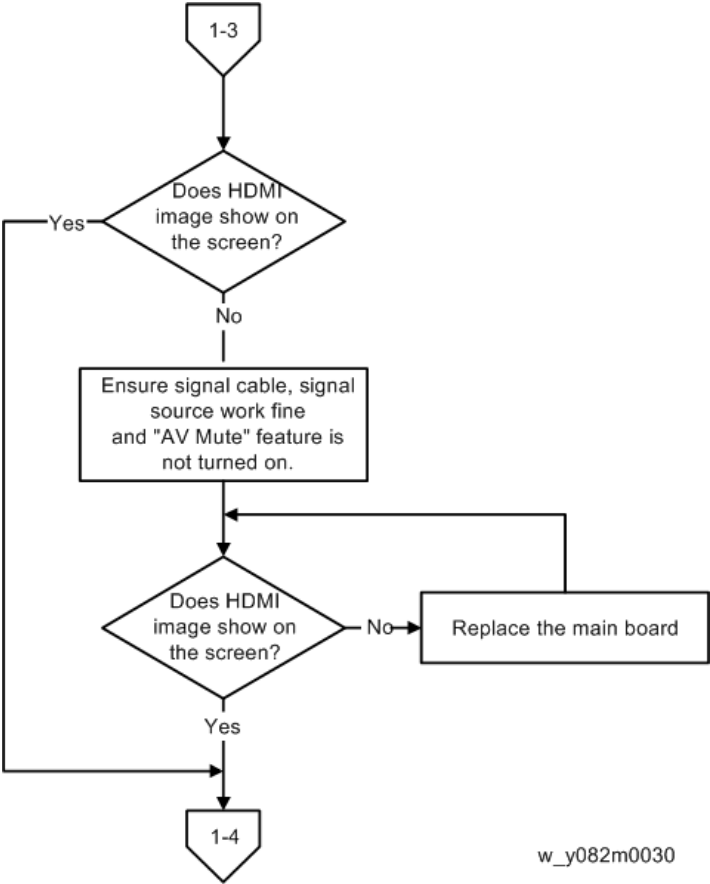 1-3
Does HDMI
image show on
the screen?
Yes
No
Ensure signal cable, signal
source work fine
and "AV Mute" feature is
not turned on.
Does HDMI
image show on
the screen?
No
Replace the main board
Yes
1-4
w_y082m0030